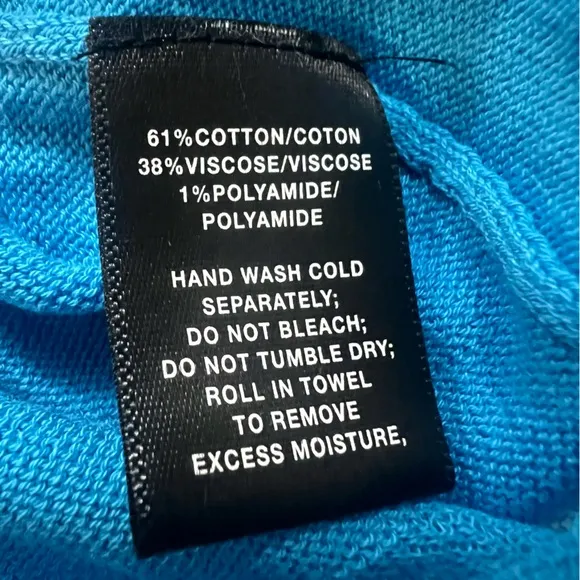 61%COTTON/COTON
38%VISCOSE/VISCOSE
1%POLYAMIDE/
POLYAMIDE
HAND WASH COLD
SEPARATELY;
DO NOT BLEACH;
DO NOT TUMBLE DRY;
ROLL IN TOWEL
TO REMOVE
EXCESS MOISTURE,